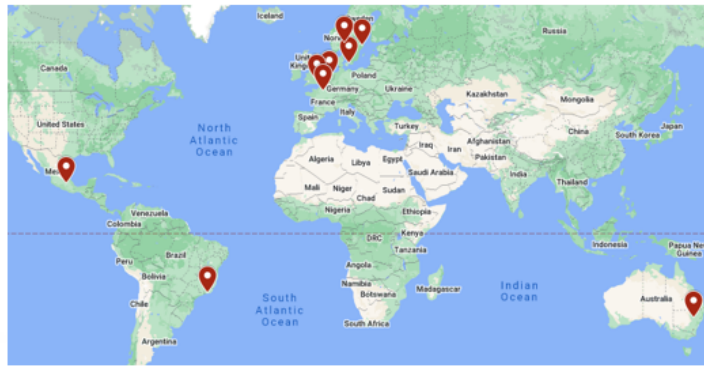 Iceland
Sweden
Norway
Russia
Canada
United Kingdom
Poland
Germany
Ukraine
Kazakhstan
France
Mongolia
United States
North
Atlantic
Ocean
Spain
Italy
Turkey
China
South Korea
Japan
Iraq
Iran
Afghanistan
Pakistan
Algeria
Libya
Egypt
Saudi Arabia
India
Thailand
Mali
Niger
Chad
Sudan
Nigeria
Ethiopia
Venezuela
Colombia
DRC
Kenya
Tanzania
Indonesia
Papua New
Guinea
Peru
Brazil
Bolivia
Angola
Namibia
Botswana
Madagascar
Indian
Ocean
Australia
Chile
South
Atlantic
Ocean
South Africa
Argentina